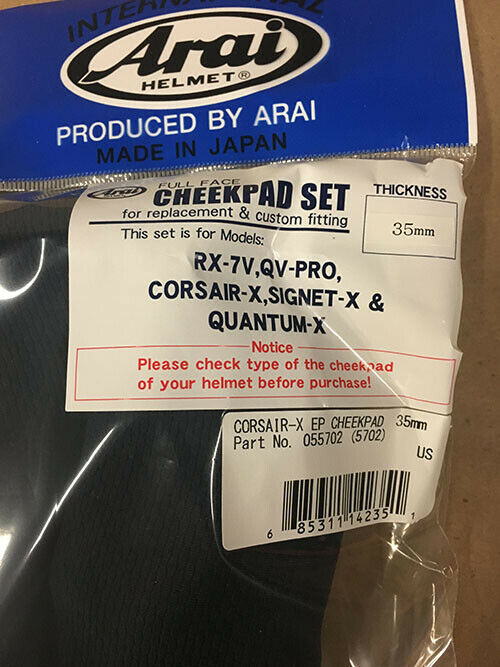 INTERNATIONAL
Arai
HELMET®
PRODUCED BY ARAI
MADE IN JAPAN
Arai
FULL FACE
CHEEKPAD SET
for replacement & custom fitting
THICKNESS
35mm
This set is for Models:
RX-7V,QV-PRO,
CORSAIR-X,SIGNET-X &
QUANTUM-X
Notice
Please check type of the cheekpad
of your helmet before purchase!
CORSAIR-X EP CHEEKPAD 35mm
Part No. 055702 (5702)
US
6 85311 14235 1